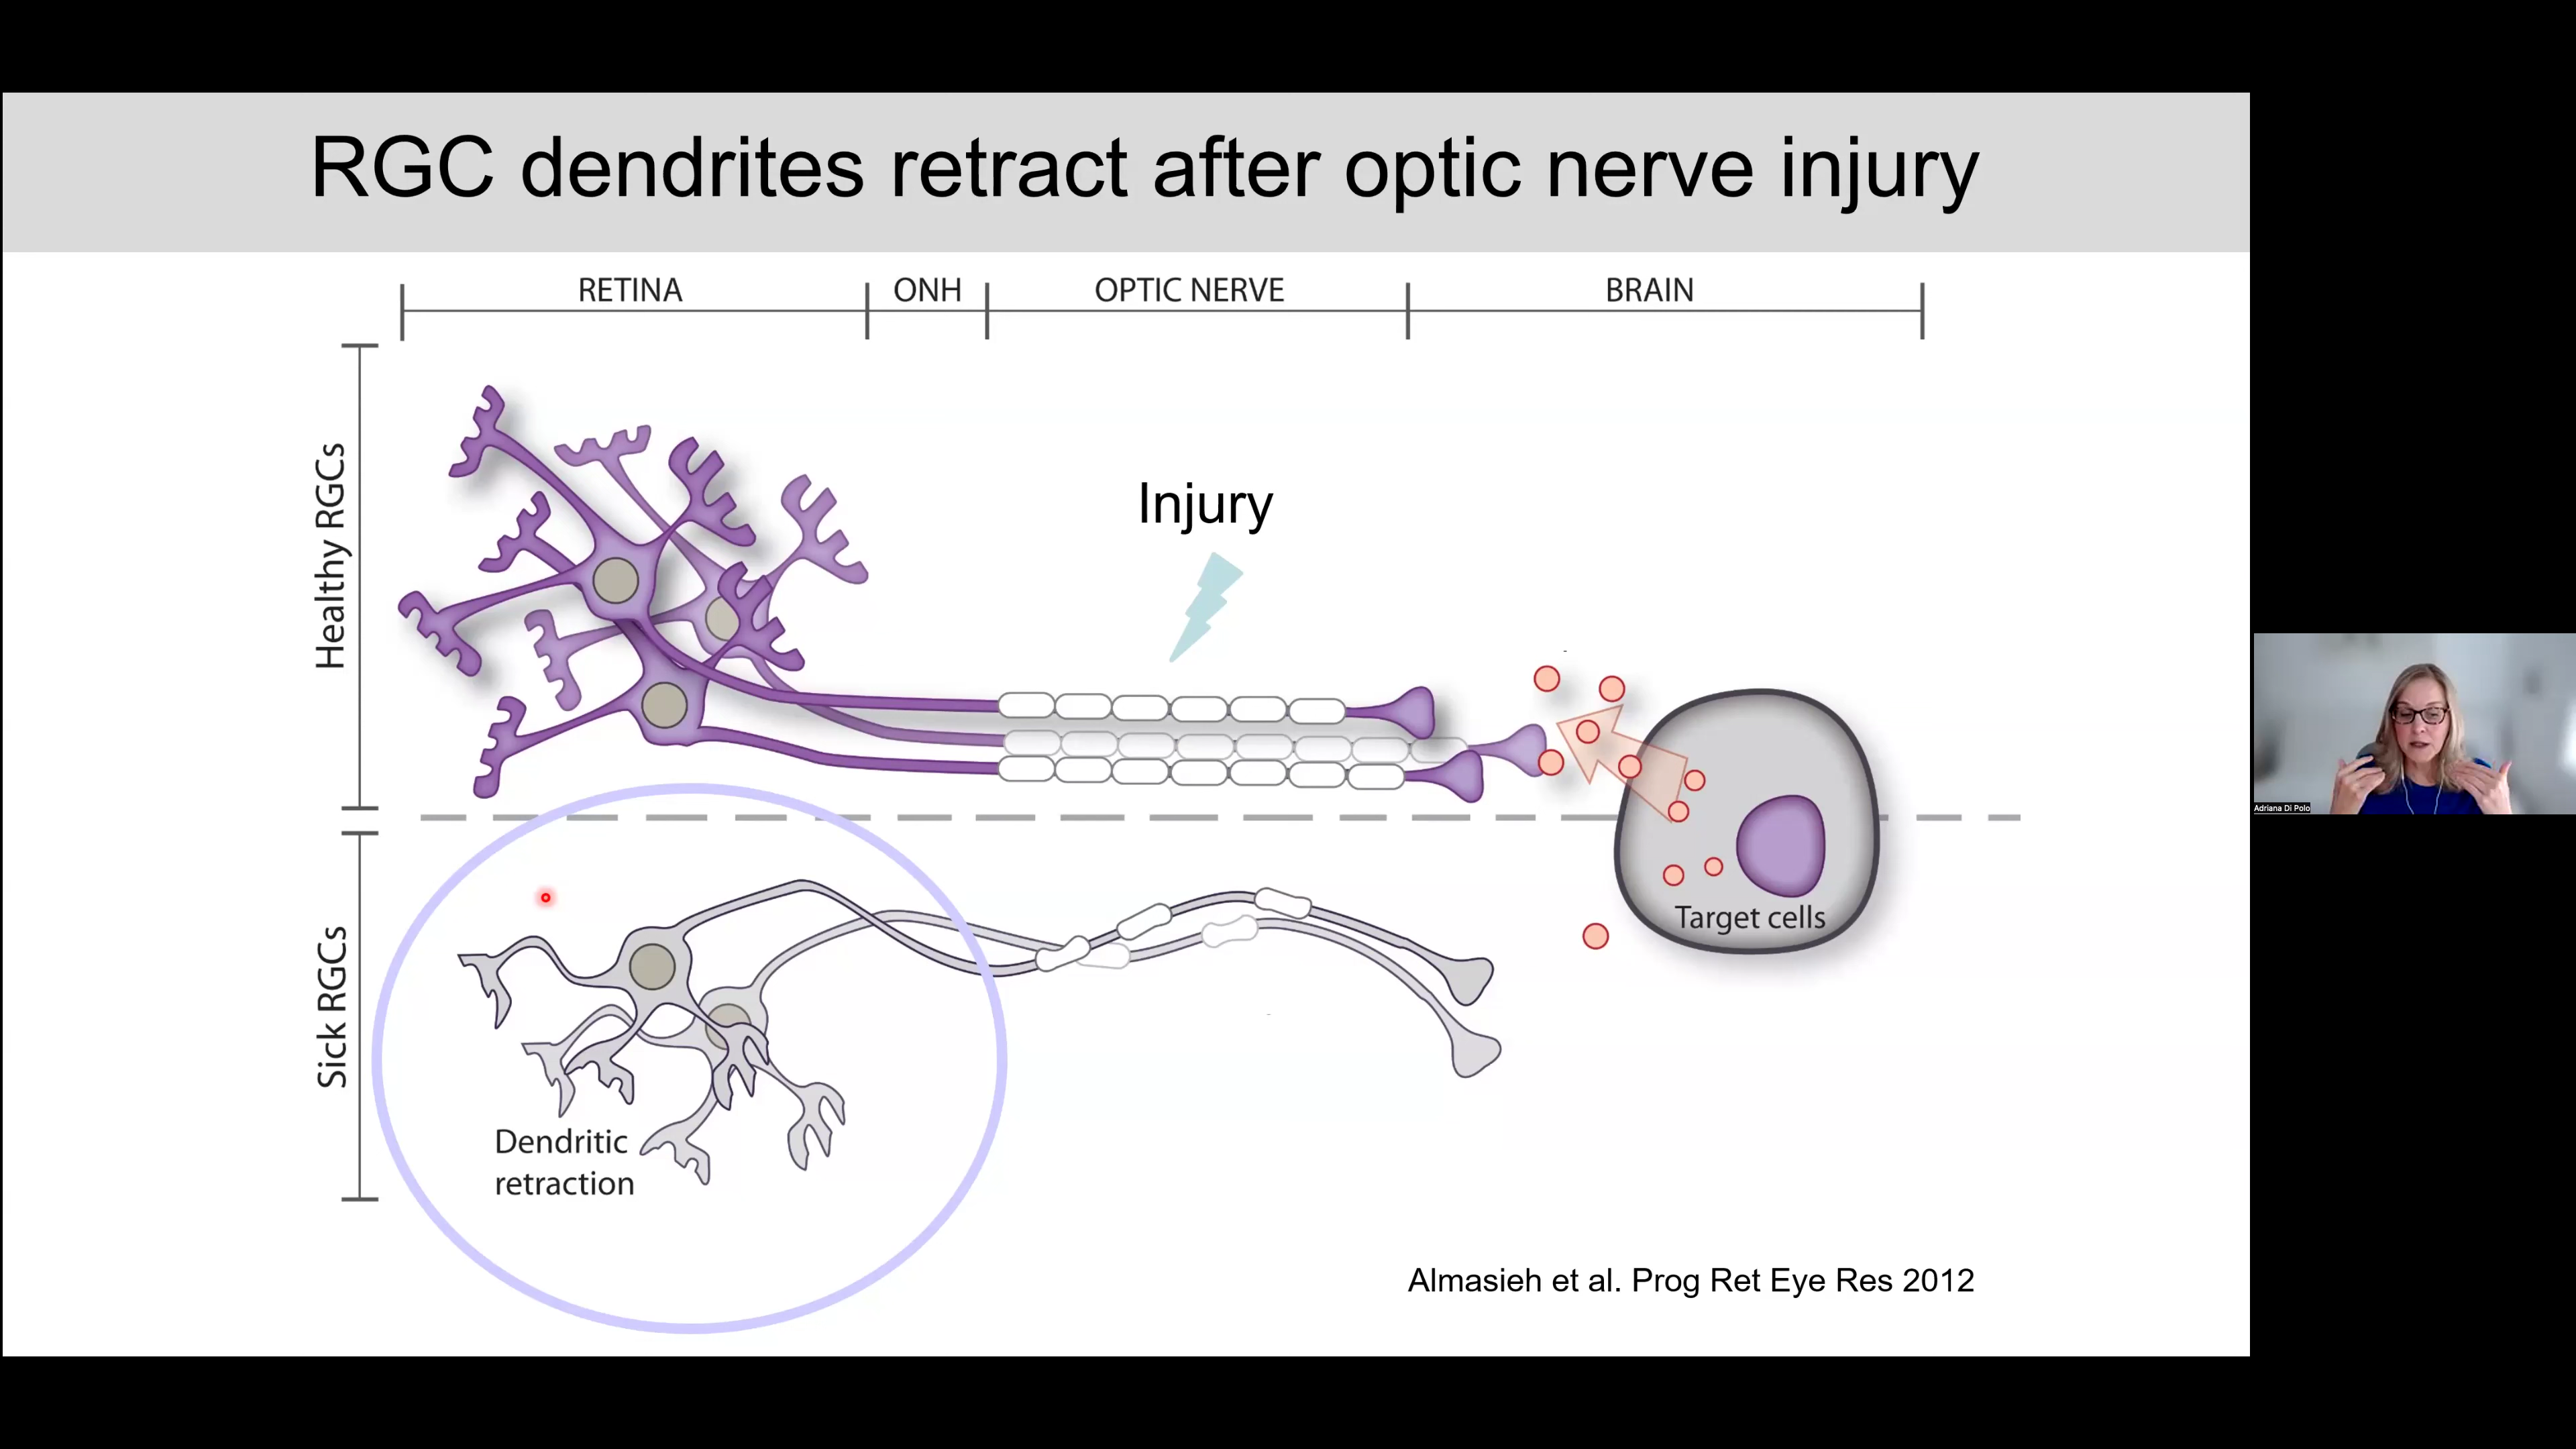 RGC dendrites retract after optic nerve injury
RETINA
ONH
OPTIC NERVE
BRAIN
Healthy RGCs
Injury
Target cells
Sick RGCs
Dendritic
retraction
Almasieh et al. Prog Ret Eye Res 2012
Adriana Di Polo